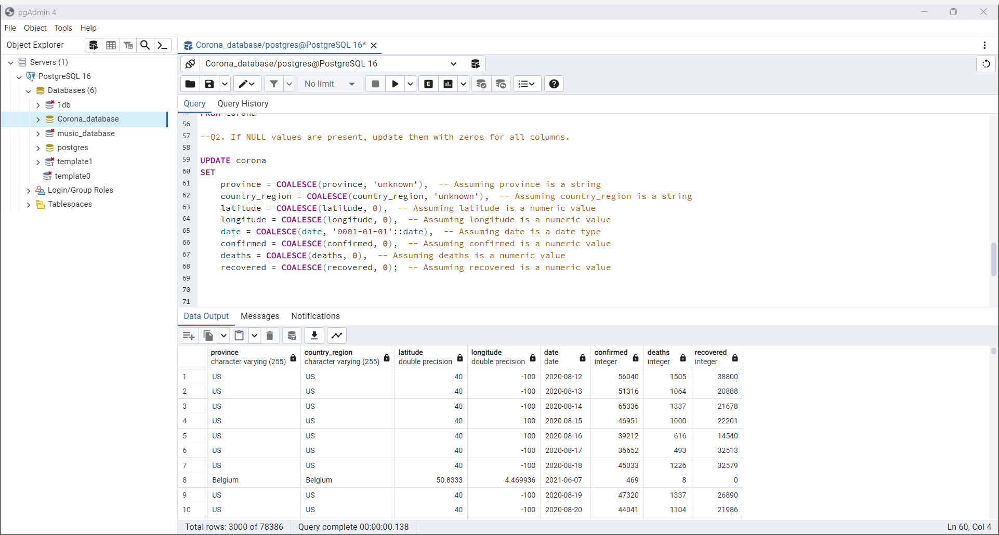 pgAdmin 4
File Object Tools Help
Object Explorer
Corona_database/postgres@PostgreSQL 16*
Servers (1)
PostgreSQL 16
Databases (6)
1db
Corona_database
music_database
postgres
template1
template0
Login/Group Roles
Tablespaces
Corona_database/postgres@PostgreSQL 16
No limit
E
Query Query History
FROM corona
56
57 --Q2. If NULL values are present, update them with zeros for all columns.
58
59 UPDATE corona
60 SET
61 province = COALESCE(province, 'unknown'), -- Assuming province is a string
62 country_region = COALESCE(country_region, 'unknown'), -- Assuming country_region is a string
63 latitude = COALESCE(latitude, 0), -- Assuming latitude is a numeric value
64 longitude = COALESCE(longitude, 0), -- Assuming longitude is a numeric value
65 date = COALESCE(date, '0001-01-01'::date), -- Assuming date is a date type
66 confirmed = COALESCE(confirmed, 0), -- Assuming confirmed is a numeric value
67 deaths = COALESCE(deaths, 0), -- Assuming deaths is a numeric value
68 recovered = COALESCE(recovered, 0); -- Assuming recovered is a numeric value
69
70
71
Data Output Messages Notifications
province country_region latitude longitude date confirmed deaths recovered
character varying (255) character varying (255) double precision double precision date integer integer integer
1 US US 40 -100 2020-08-12 56040 1505 38800
2 US US 40 -100 2020-08-13 51316 1064 20888
3 US US 40 -100 2020-08-14 65336 1337 21678
4 US US 40 -100 2020-08-15 46951 1000 22201
5 US US 40 -100 2020-08-16 39212 616 14540
6 US US 40 -100 2020-08-17 36652 493 32513
7 US US 40 -100 2020-08-18 45033 1226 32579
8 Belgium Belgium 50.8333 4.469936 2021-06-07 469 8 0
9 US US 40 -100 2020-08-19 47320 1337 26890
10 US US 40 -100 2020-08-20 44041 1104 21986
Total rows: 3000 of 78386 Query complete 00:00:00.138 Ln 60, Col 4